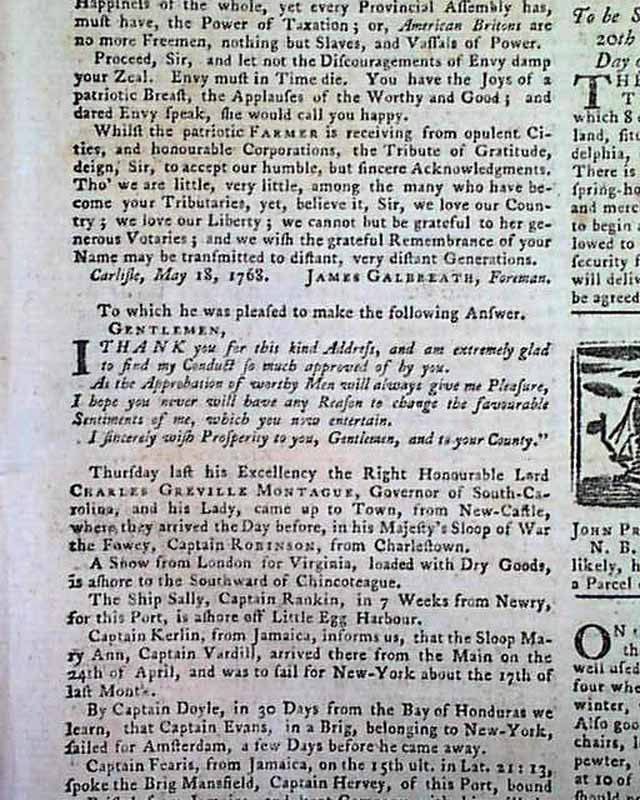 Happiness of the whole, yet every Provincial Assembly has,
muſt have, the Power of Taxation; or, American Britons are
no more Freemen, nothing but Slaves, and Vaſſals of Power.
Proceed, Sir, and let not the Diſcouragements of Envy damp
your Zeal. Envy muſt in Time die. You have the Joys of a
patriotic Breaſt, the Applauſes of the Worthy and Good; and
dared Envy ſpeak, ſhe would call you happy.
Whilſt the patriotic FARMER is receiving from opulent Ci-
ties, and honourable Corporations, the Tribute of Gratitude,
deign, Sir, to accept our humble, but ſincere Acknowledgments.
Tho' we are little, very little, among the many who have be-
come your Tributaries, yet, believe it, Sir, we love our Coun-
try; we love our Liberty; we cannot but be grateful to her ge-
nerous Votaries; and we wiſh the grateful Remembrance of your
Name may be tranſmitted to diſtant, very diſtant Generations.
Carliſle, May 18, 1768. JAMES GALBREATH, Foreman.
To which he was pleaſed to make the following Anſwer.
GENTLEMEN,
I THANK you for this kind Addreſs, and am extremely glad
to find my Conduct ſo much approved of by you.
As the Approbation of worthy Men will always give me Pleaſure,
I hope you never will have any Reaſon to change the favourable
Sentiments of me, which you now entertain.
I ſincerely wiſh Proſperity to you, Gentlemen, and to your County."
Thurſday laſt his Excellency the Right Honourable Lord
CHARLES GREVILLE MONTAGUE, Governor of South-Ca-
rolina, and his Lady, came up to Town, from New-Caſtle,
where they arrived the Day before, in his Majeſty's Sloop of War
the Fowey, Captain ROBINSON, from Charleſtown.
A Snow from London for Virginia, loaded with Dry Goods,
is aſhore to the Southward of Chincoteague.
The Ship Sally, Captain Rankin, in 7 Weeks from Newry,
for this Port, is aſhore off Little Egg Harbour.
Captain Kerlin, from Jamaica, informs us, that the Sloop Ma-
ry Ann, Captain Vardill, arrived there from the Main on the
24th of April, and was to ſail for New-York about the 17th of
laſt Month.
By Captain Doyle, in 30 Days from the Bay of Honduras we
learn, that Captain Evans, in a Brig, belonging to New-York,
ſailed for Amſterdam, a few Days before he came away.
Captain Fearis, from Jamaica, on the 15th ult. in Lat. 21 : 13,
ſpoke the Brig Mansfield, Captain Hervey, of this Port, bound
To be S
20th
Day o
THE
T
which 8
land, ſit
delphia,
There is
ſpring-ho
and merc
to begin
lowed to
ſecurity f
will deliv
be agreed
JOHN PR
N. B.
likely, h
a Parcel
ON
th
well uſed
four whe
winter,
Alſo goo
chairs, l
pewter,
at 10 of
ſhould